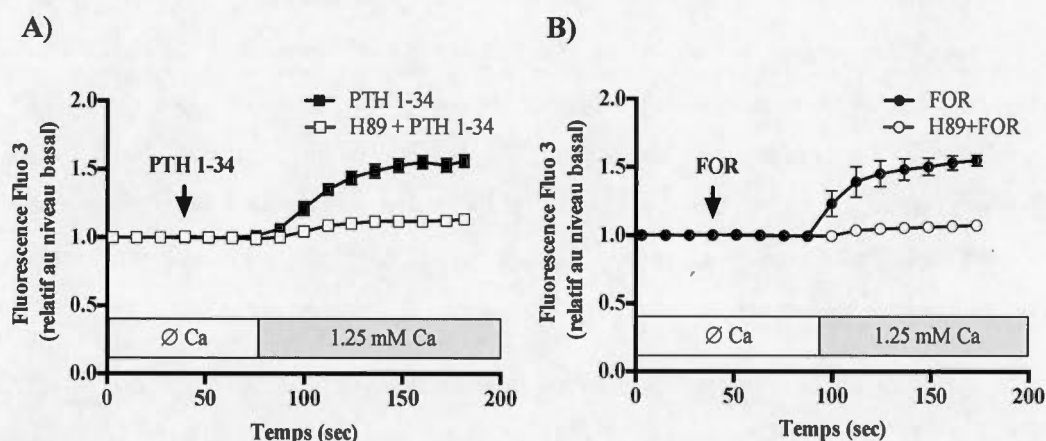 A)
Fluorescence Fluo 3
(relatif au niveau basal)
2.0
1.5
1.0
0.5
0.0
PTH 1-34
H89 + PTH 1-34
PTH 1-34
Ø Ca
1.25 mM Ca
0
50
100
150
200
Temps (sec)
B)
Fluorescence Fluo 3
(relatif au niveau basal)
2.0
1.5
1.0
0.5
0.0
FOR
H89+FOR
FOR
Ø Ca
1.25 mM Ca
0
50
100
150
200
Temps (sec)